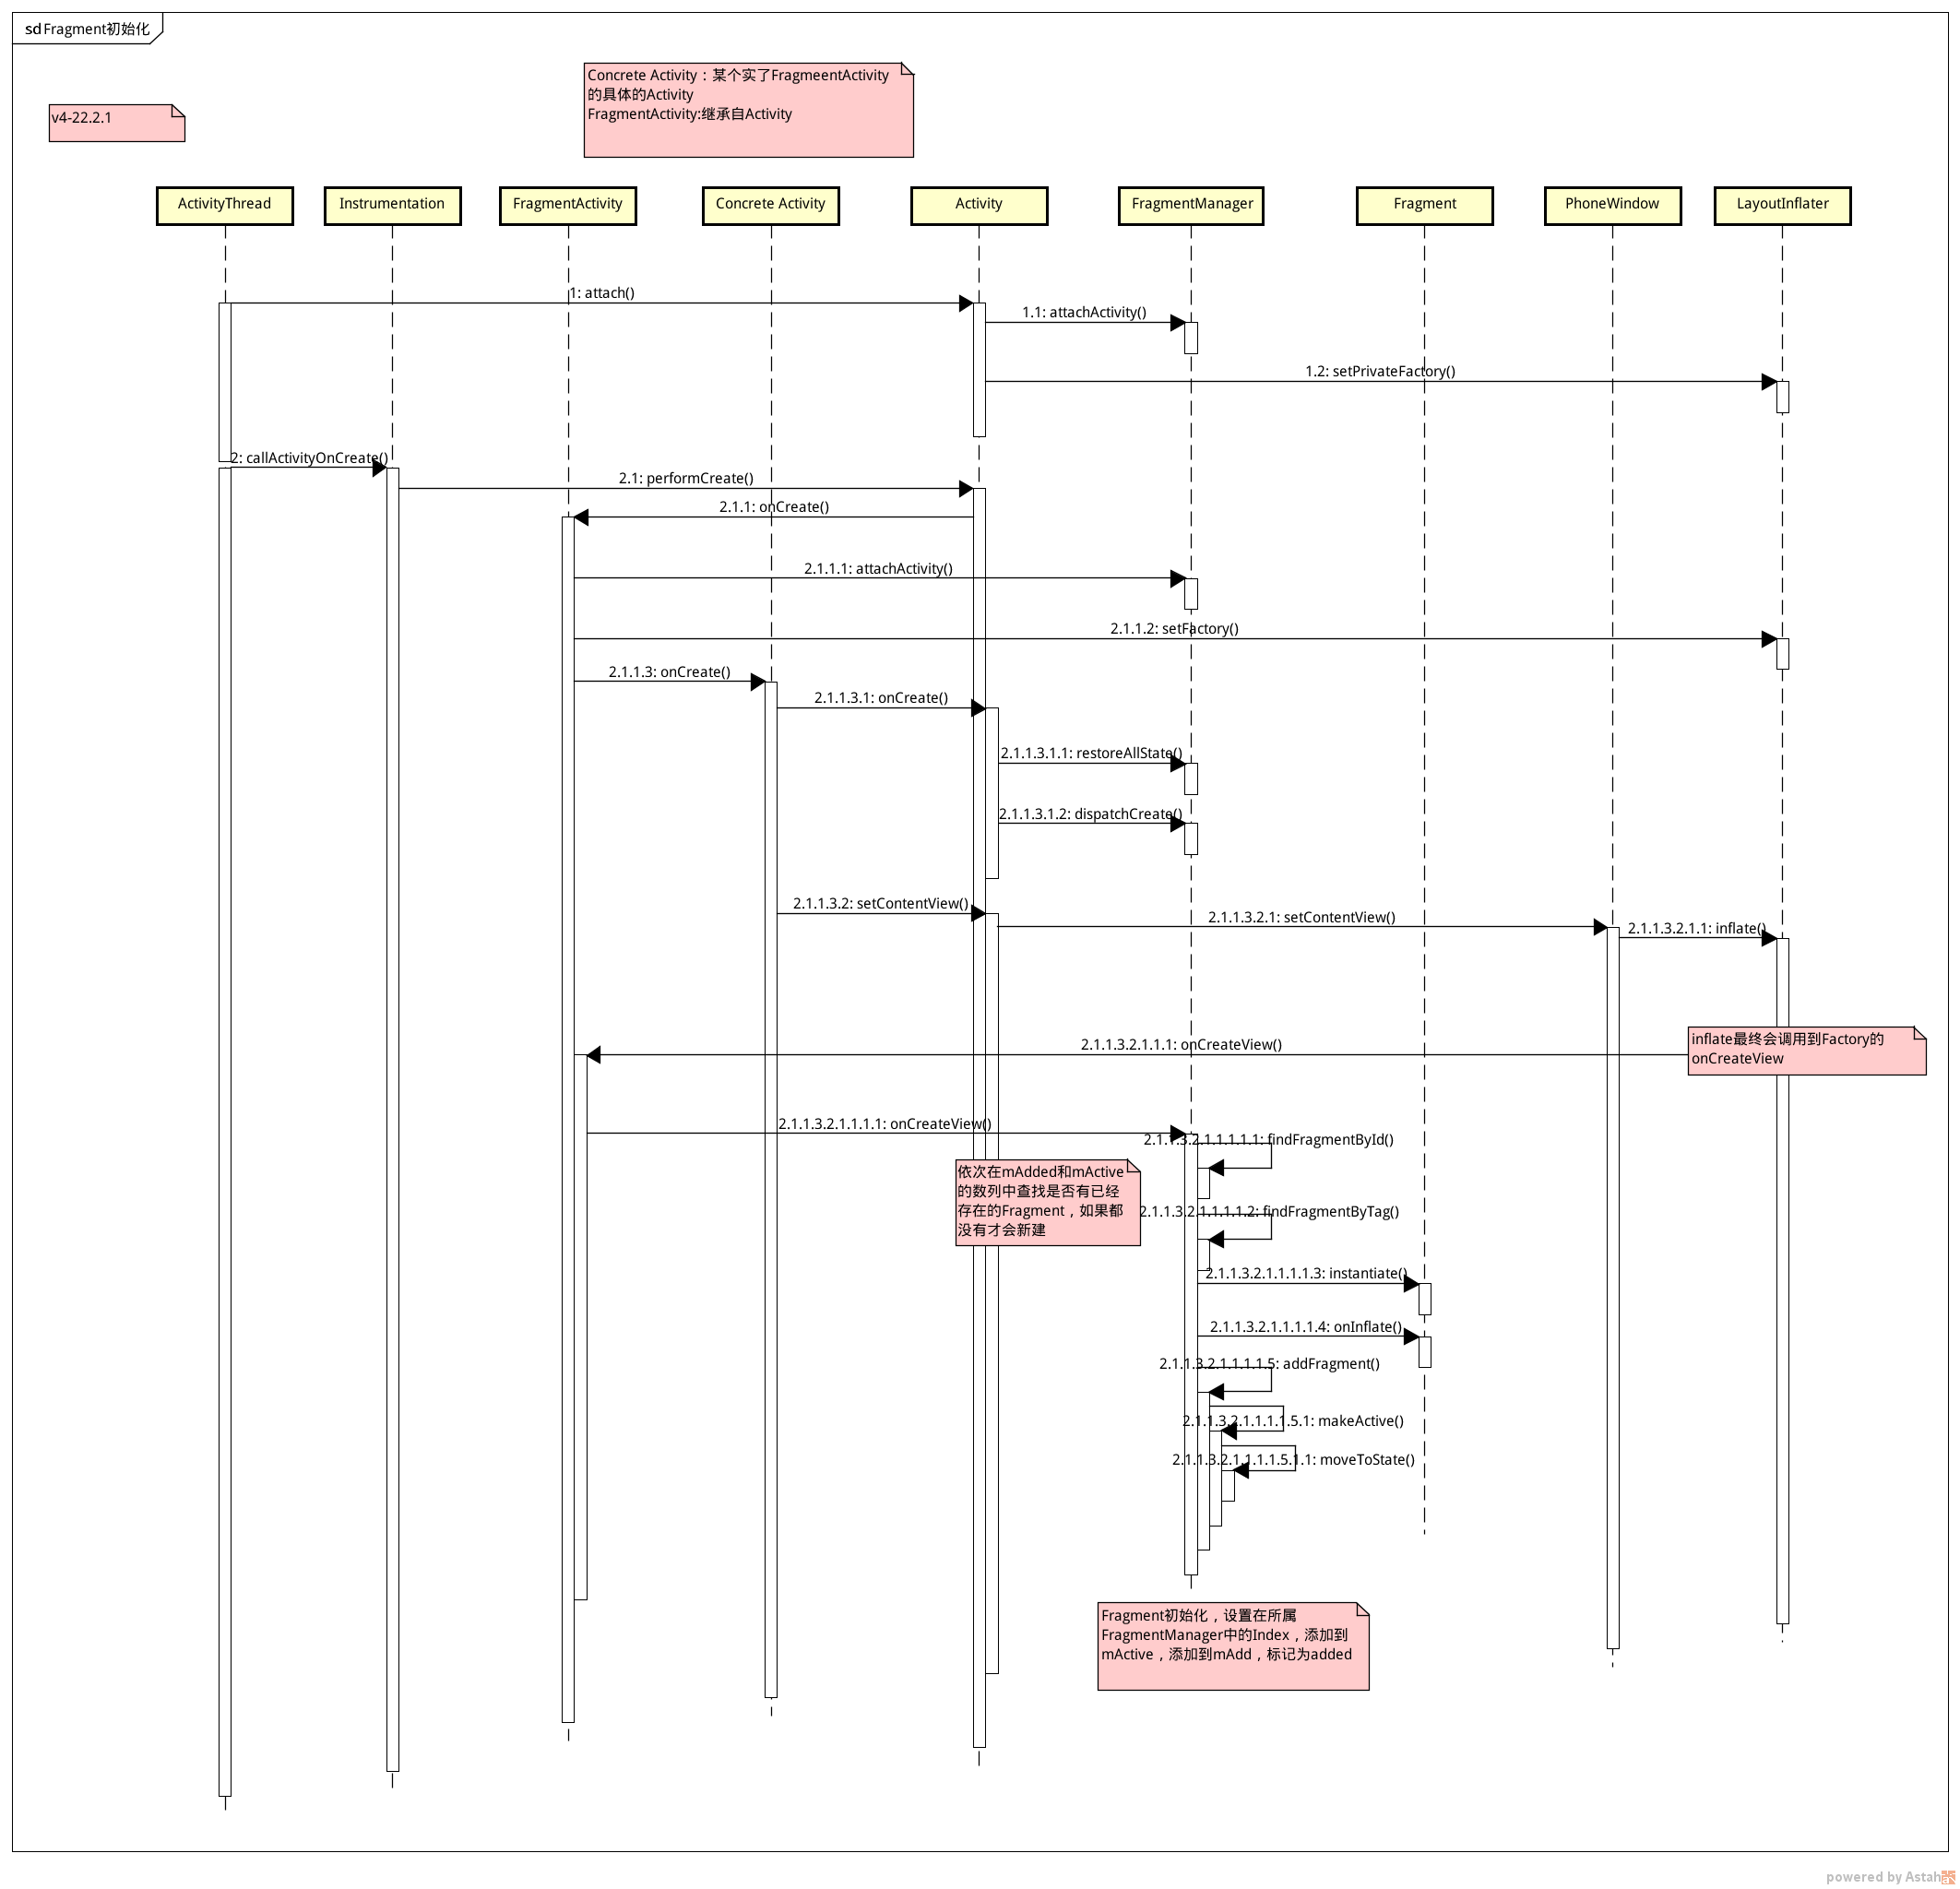 sd Fragment初始化
Concrete Activity：某个实了FragmeentActivity
的具体的Activity
FragmentActivity:继承自Activity
v4-22.2.1
ActivityThread
Instrumentation
FragmentActivity
Concrete Activity
Activity
FragmentManager
Fragment
PhoneWindow
LayoutInflater
1: attach()
1.1: attachActivity()
1.2: setPrivateFactory()
2: callActivityOnCreate()
2.1: performCreate()
2.1.1: onCreate()
2.1.1.1: attachActivity()
2.1.1.2: setFactory()
2.1.1.3: onCreate()
2.1.1.3.1: onCreate()
2.1.1.3.1.1: restoreAllState()
2.1.1.3.1.2: dispatchCreate()
2.1.1.3.2: setContentView()
2.1.1.3.2.1: setContentView()
2.1.1.3.2.1.1: inflate()
inflate最终会调用到Factory的
onCreateView
2.1.1.3.2.1.1.1: onCreateView()
2.1.1.3.2.1.1.1.1: onCreateView()
2.1.1.3.2.1.1.1.1.1: findFragmentById()
依次在mAdded和mActive
的数列中查找是否有已经
存在的Fragment，如果都
没有才会新建
2.1.1.3.2.1.1.1.1.2: findFragmentByTag()
2.1.1.3.2.1.1.1.1.3: instantiate()
2.1.1.3.2.1.1.1.1.4: onInflate()
2.1.1.3.2.1.1.1.1.5: addFragment()
2.1.1.3.2.1.1.1.1.5.1: makeActive()
2.1.1.3.2.1.1.1.1.5.1.1: moveToState()
Fragment初始化，设置在所属
FragmentManager中的Index，添加到
mActive，添加到mAdd，标记为added
powered by Astah